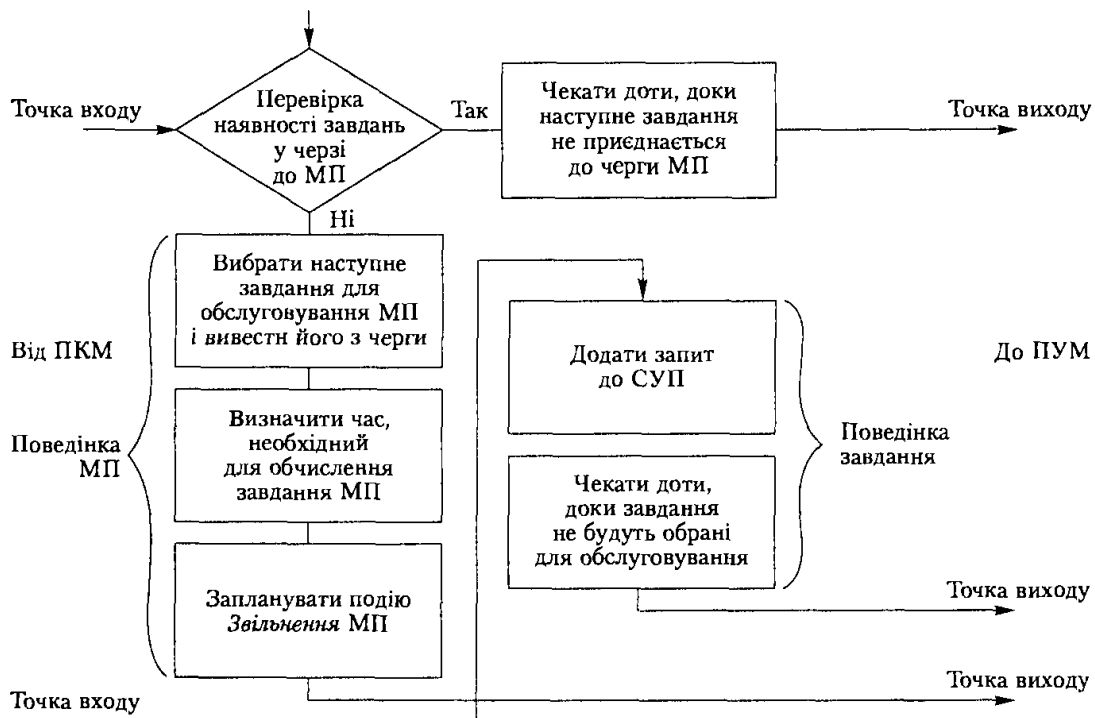 Точка входу
Перевірка
наявності завдань
у черзі
до МП
Так
Чекати доти, доки
наступне завдання
не приєднається
до черги МП
Точка виходу
Ні
Вибрати наступне
завдання для
обслуговування МП
і вивести його з черги
Від ПКМ
Поведінка
МП
Визначити час,
необхідний
для обчислення
завдання МП
Запланувати подію
Звільнення МП
Точка входу
Додати запит
до СУП
Чекати доти,
доки завдання
не будуть обрані
для обслуговування
До ПУМ
Поведінка
завдання
Точка виходу
Точка виходу